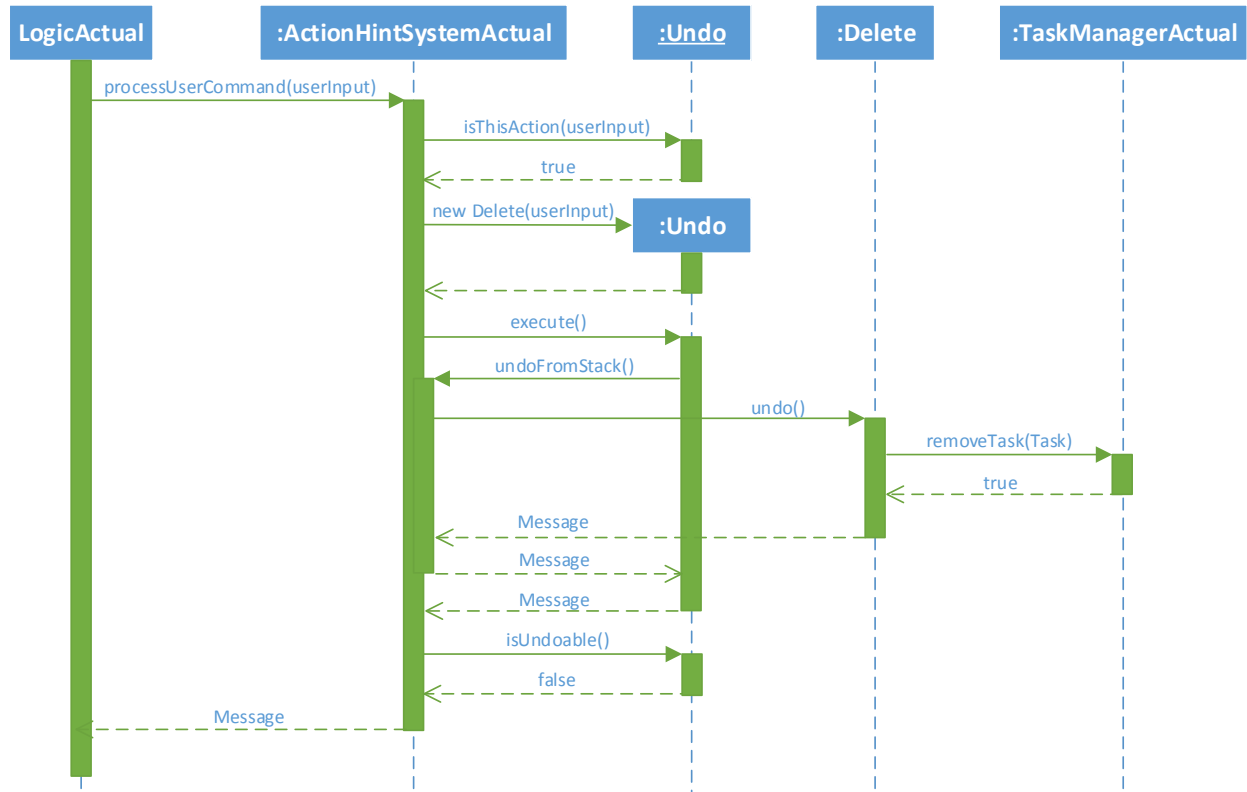 LogicActual
:ActionHintSystemActual
:Undo
:Delete
:TaskManagerActual
processUserCommand(userInput)
isThisAction(userInput)
true
new Delete(userInput)
:Undo
execute()
undoFromStack()
undo()
removeTask(Task)
true
Message
Message
Message
isUndoable()
false
Message